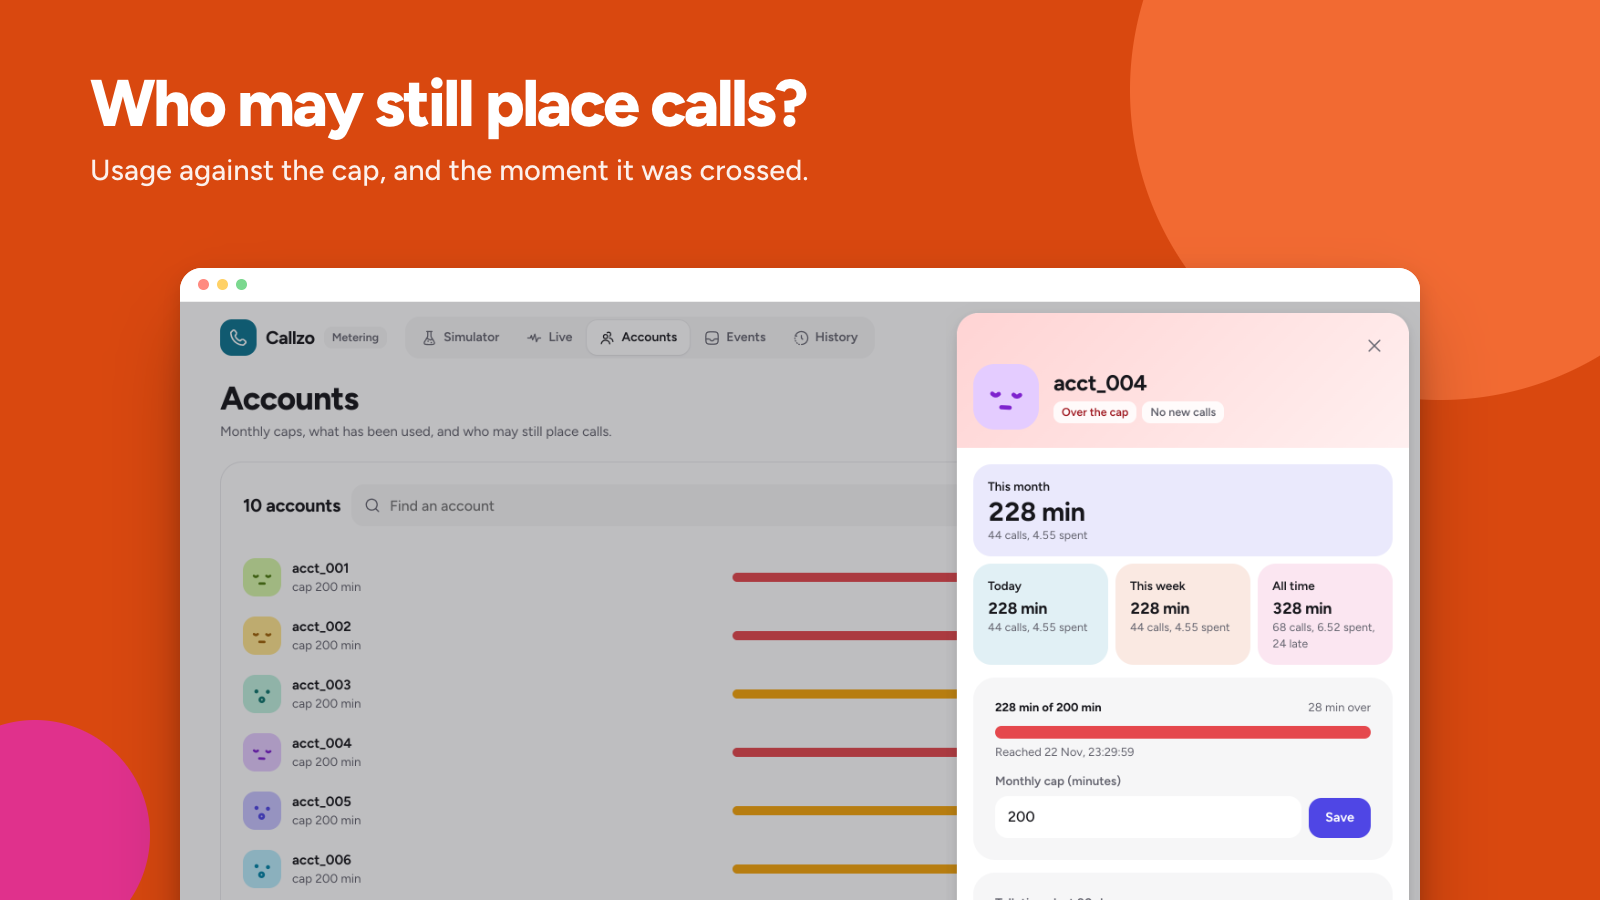 Who may still place calls?
Usage against the cap, and the moment it was crossed.
Callzo
Metering
Simulator
Live
Accounts
Events
History
Accounts
Monthly caps, what has been used, and who may still place calls.
10 accounts
Find an account
acct_001
cap 200 min
acct_002
cap 200 min
acct_003
cap 200 min
acct_004
cap 200 min
acct_005
cap 200 min
acct_006
cap 200 min
acct_004
Over the cap
No new calls
This month
228 min
44 calls, 4.55 spent
Today
228 min
44 calls, 4.55 spent
This week
228 min
44 calls, 4.55 spent
All time
328 min
68 calls, 6.52 spent,
24 late
228 min of 200 min
28 min over
Reached 22 Nov, 23:29:59
Monthly cap (minutes)
200
Save